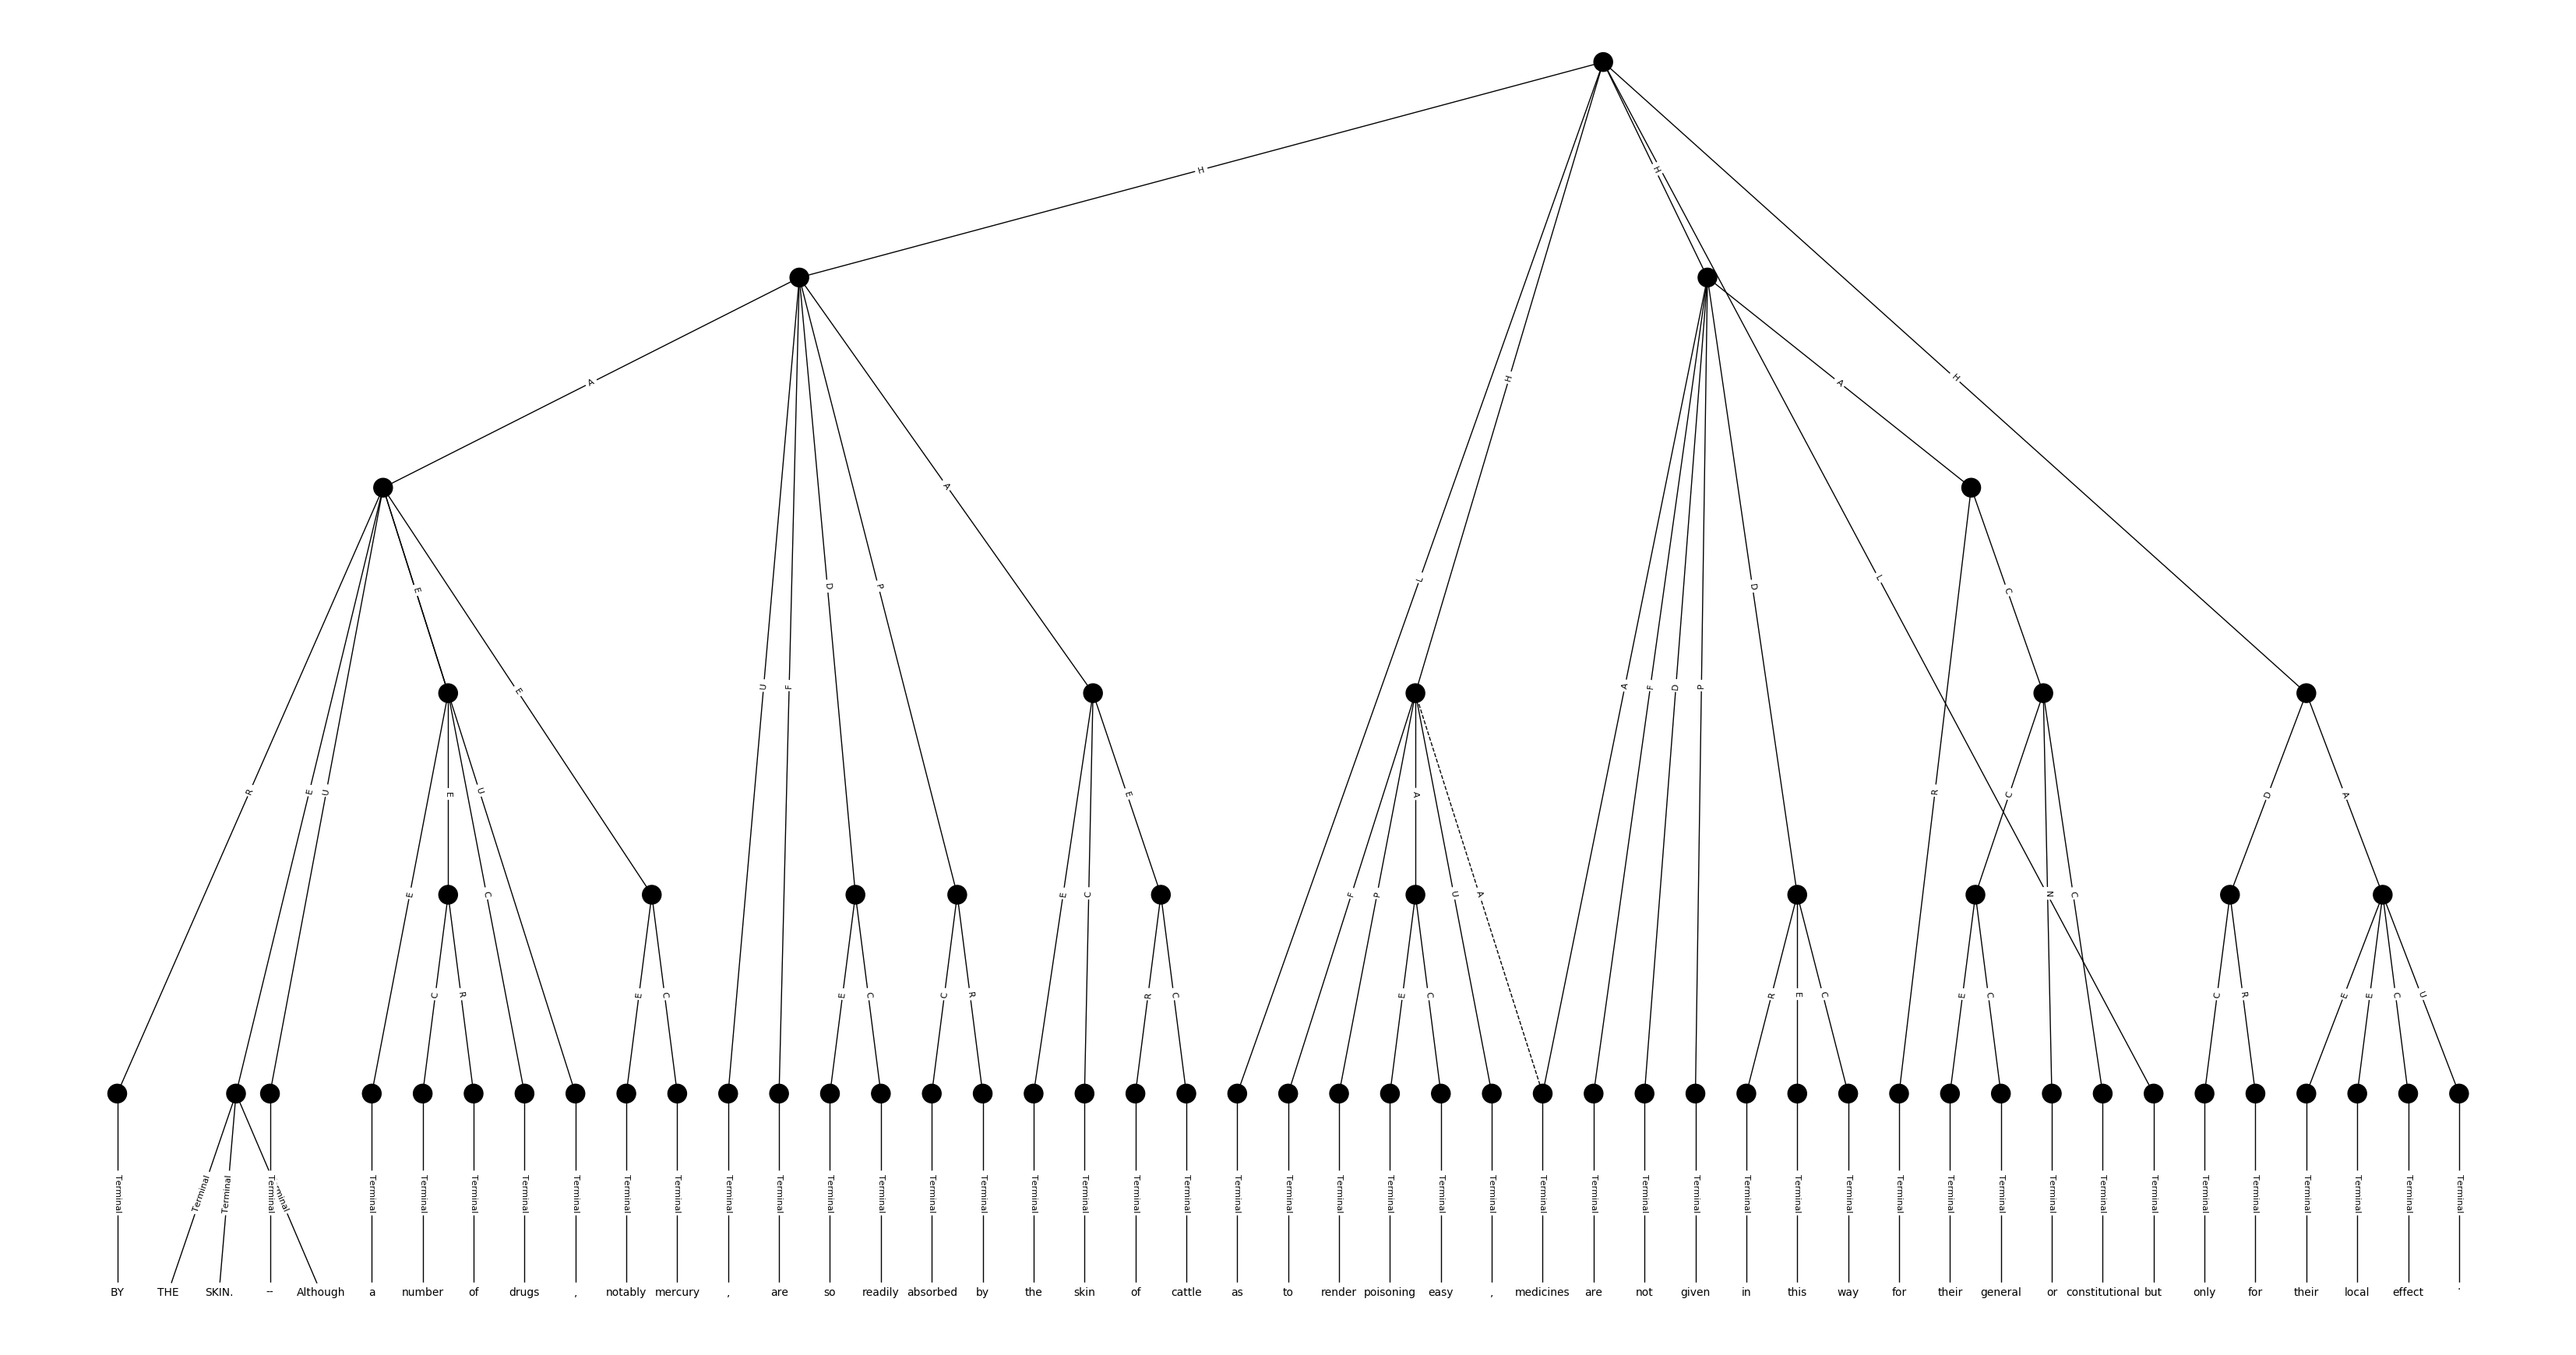 H
H
A
H
A
H
A
L
L
E
D
P
D
C
U
F
A
F
D
P
E
R
E
U
E
U
R
E
A
C
D
A
E
C
E
C
F
P
U
A
N
C
C
R
E
C
E
C
C
R
R
C
E
C
R
E
C
E
C
C
R
E
E
C
U
Terminal Terminal Terminal Terminal minal Terminal Terminal Terminal Terminal Terminal Terminal Terminal Terminal Terminal Terminal Terminal Terminal Terminal Terminal Terminal Terminal Terminal Terminal Terminal Terminal Terminal Terminal Terminal Terminal Terminal Terminal Terminal Terminal Terminal Terminal Terminal Terminal Terminal Terminal Terminal Terminal Terminal Terminal Terminal Terminal Terminal Terminal
BY THE SKIN. -- Although a number of drugs , notably mercury , are so readily absorbed by the skin of cattle as to render poisoning easy , medicines are not given in this way for their general or constitutional but only for their local effect .